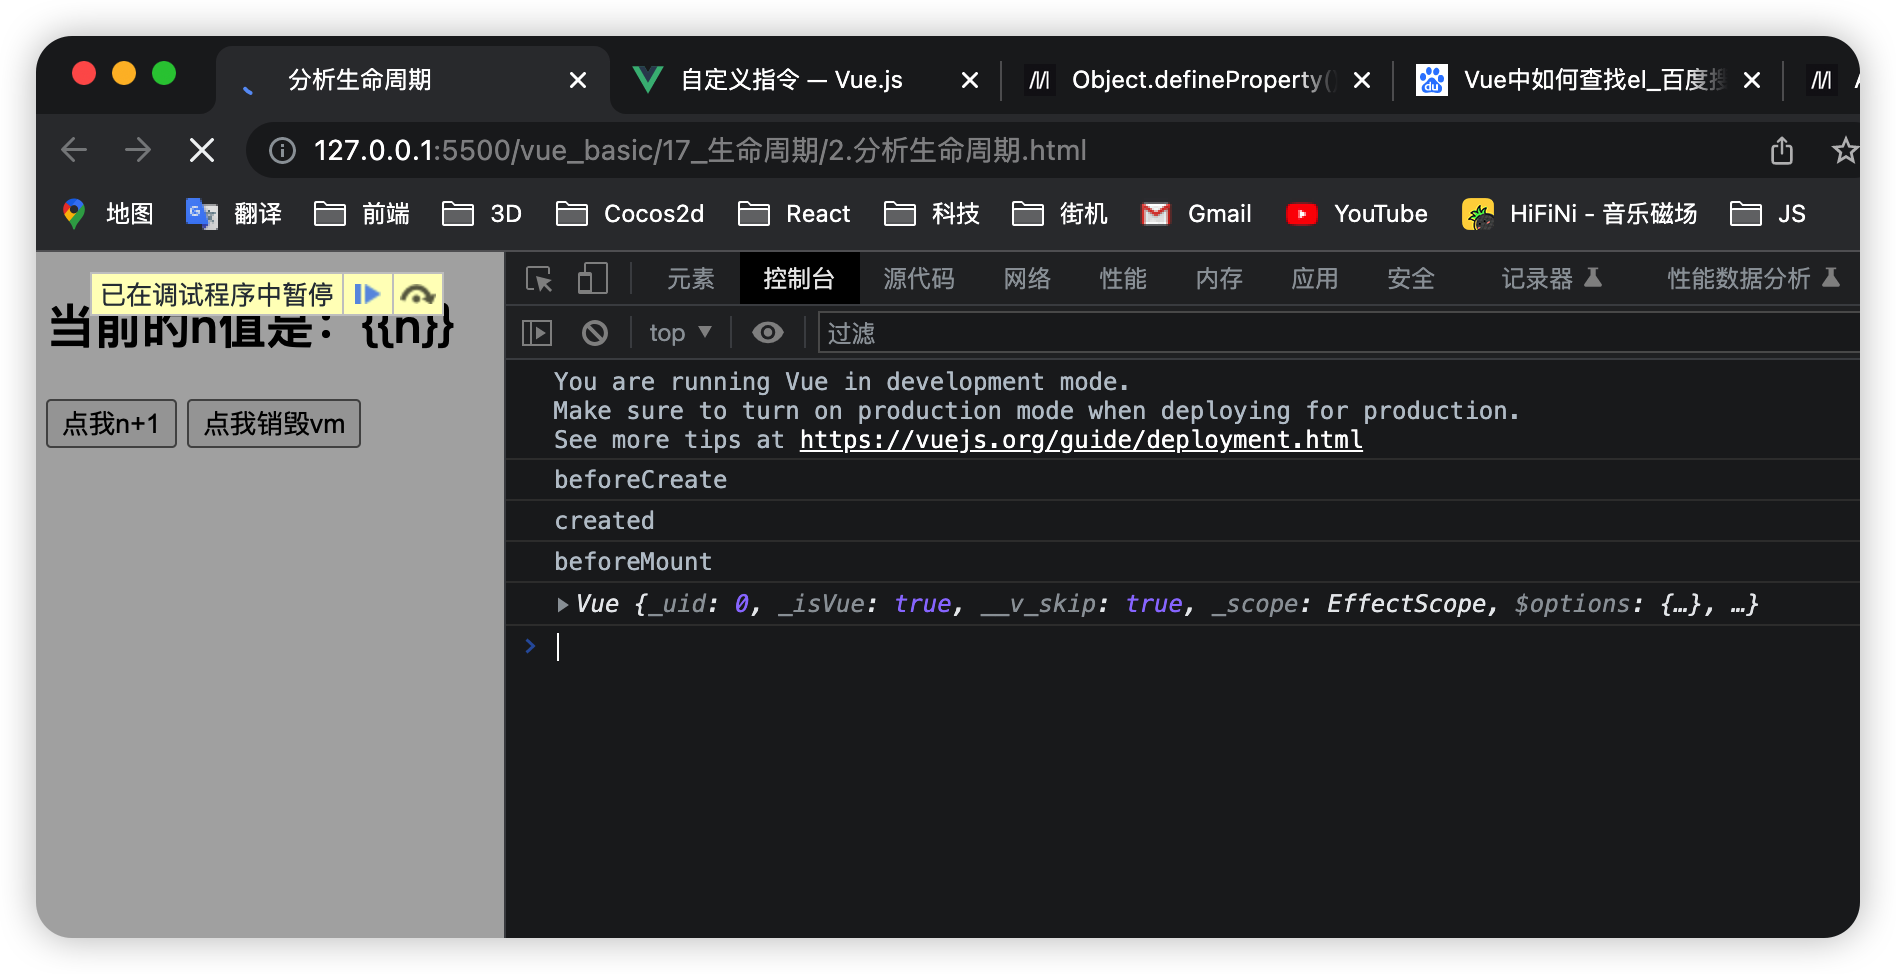 分析生命周期
自定义指令 — Vue.js
Object.defineProperty()
Vue中如何查找el_百度搜
127.0.0.1:5500/vue_basic/17_生命周期/2.分析生命周期.html
地图 翻译 前端 3D Cocos2d React 科技 街机 Gmail YouTube HiFiNi - 音乐磁场 JS
已在调试程序中暂停
当前的n值是：{{n}}
点我n+1 点我销毁vm
元素 控制台 源代码 网络 性能 内存 应用 安全 记录器 性能数据分析
top 过滤
You are running Vue in development mode.
Make sure to turn on production mode when deploying for production.
See more tips at https://vuejs.org/guide/deployment.html
beforeCreate
created
beforeMount
Vue {_uid: 0, _isVue: true, __v_skip: true, _scope: EffectScope, $options: {…}, …}